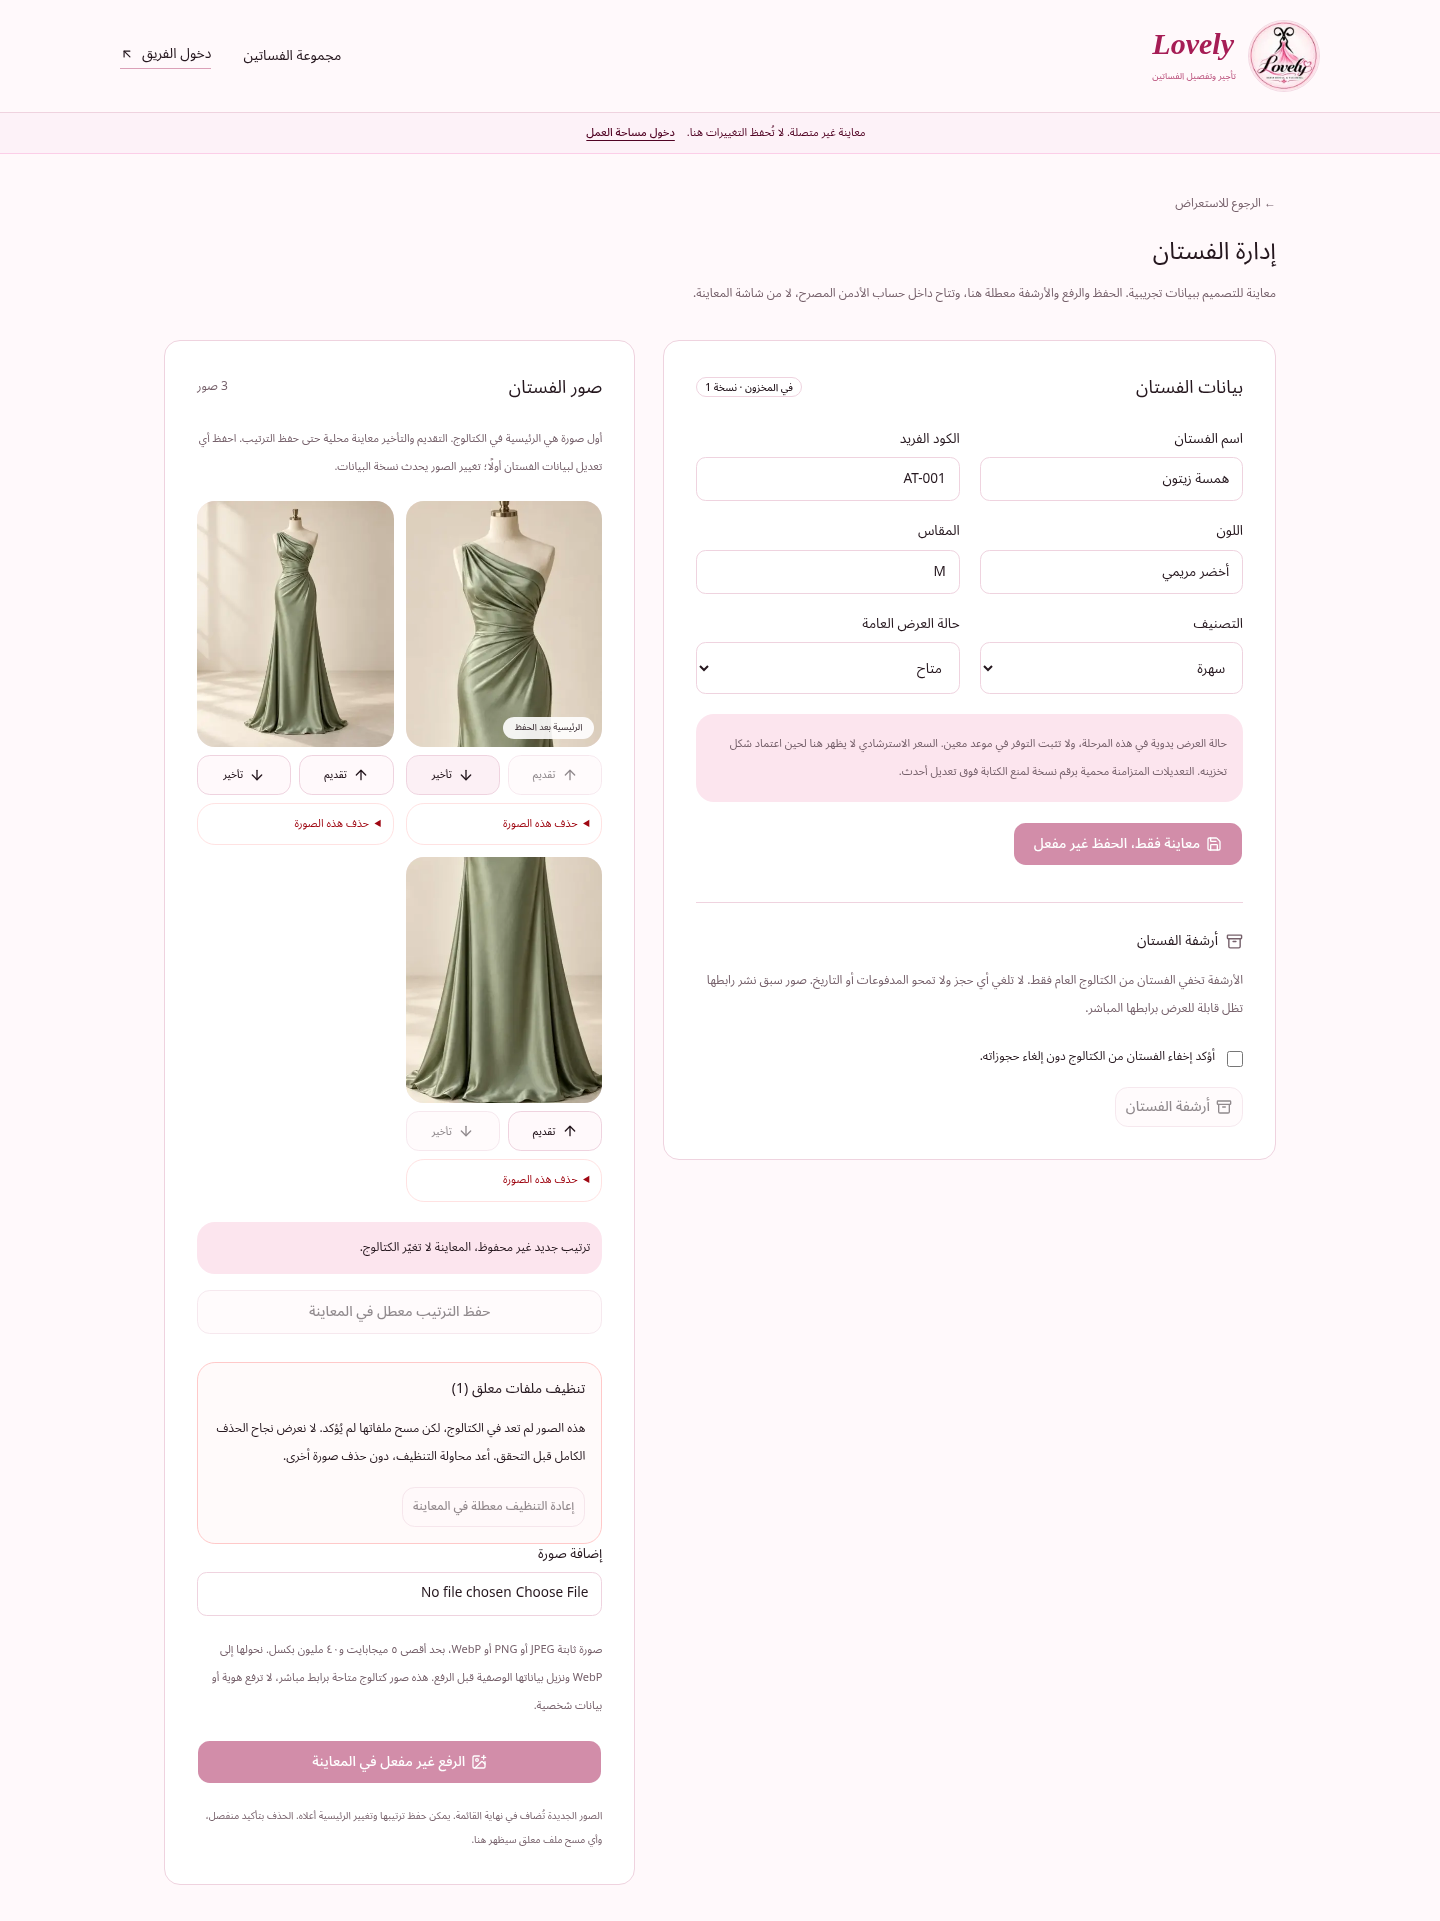 Lovely
Lovely
تأجير وتفصيل الفساتين
مجموعة الفساتين
دخول الفريق
معاينة غير متصلة. لا تُحفظ التغييرات هنا. دخول مساحة العمل
← الرجوع للاستعراض
إدارة الفستان
معاينة للتصميم ببيانات تجريبية. الحفظ والرفع والأرشفة معطلة هنا، وتتاح داخل حساب الأدمن المصرح، لا من شاشة المعاينة.
بيانات الفستان
في المخزون · نسخة 1
اسم الفستان
الكود الفريد
همسة زيتون
AT-001
اللون
المقاس
أخضر مريمي
M
التصنيف
حالة العرض العامة
سهرة
متاح
حالة العرض يدوية في هذه المرحلة، ولا تثبت التوفر في موعد معين. السعر الاسترشادي لا يظهر هنا لحين اعتماد شكل
تخزينه. التعديلات المتزامنة محمية برقم نسخة لمنع الكتابة فوق تعديل أحدث.
معاينة فقط، الحفظ غير مفعل
أرشفة الفستان
الأرشفة تخفي الفستان من الكتالوج العام فقط. لا تلغي أي حجز ولا تمحو المدفوعات أو التاريخ. صور سبق نشر رابطها
تظل قابلة للعرض برابطها المباشر.
أؤكد إخفاء الفستان من الكتالوج دون إلغاء حجوزاته.
أرشفة الفستان
صور الفستان
3 صور
أول صورة هي الرئيسية في الكتالوج. التقديم والتأخير معاينة محلية حتى حفظ الترتيب. احفظ أي
تعديل لبيانات الفستان أولًا؛ تغيير الصور يحدث نسخة البيانات.
الرئيسية بعد الحفظ
تقديم
تأخير
تقديم
تأخير
حذف هذه الصورة
حذف هذه الصورة
تقديم
تأخير
حذف هذه الصورة
ترتيب جديد غير محفوظ، المعاينة لا تغيّر الكتالوج.
حفظ الترتيب معطل في المعاينة
تنظيف ملفات معلق (1)
هذه الصور لم تعد في الكتالوج، لكن مسح ملفاتها لم يُؤكد. لا نعرض نجاح الحذف
الكامل قبل التحقق. أعد محاولة التنظيف، دون حذف صورة أخرى.
إعادة التنظيف معطلة في المعاينة
إضافة صورة
No file chosen Choose File
صورة ثابتة JPEG أو PNG أو WebP، بحد أقصى ٥ ميجابايت و٤٠ مليون بكسل. نحولها إلى
WebP ونزيل بياناتها الوصفية قبل الرفع. هذه صور كتالوج متاحة برابط مباشر، لا ترفع هوية أو
بيانات شخصية.
الرفع غير مفعل في المعاينة
الصور الجديدة تُضاف في نهاية القائمة. يمكن حفظ ترتيبها وتغيير الرئيسية أعلاه. الحذف بتأكيد منفصل،
وأي مسح ملف معلق سيظهر هنا.